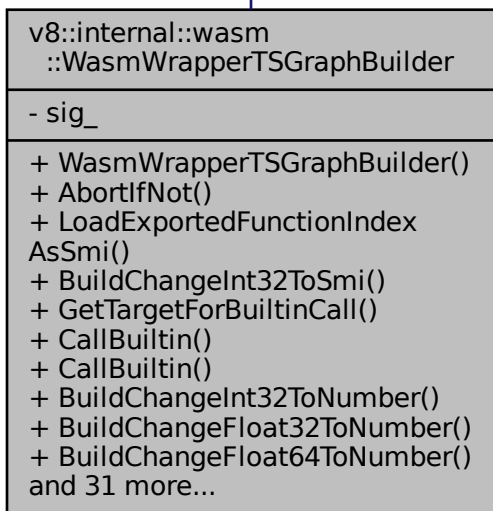 v8::internal::wasm
::WasmWrapperTSGraphBuilder
- sig_
+ WasmWrapperTSGraphBuilder()
+ AbortIfNot()
+ LoadExportedFunctionIndex
AsSmi()
+ BuildChangeInt32ToSmi()
+ GetTargetForBuiltinCall()
+ CallBuiltin()
+ CallBuiltin()
+ BuildChangeInt32ToNumber()
+ BuildChangeFloat32ToNumber()
+ BuildChangeFloat64ToNumber()
and 31 more...